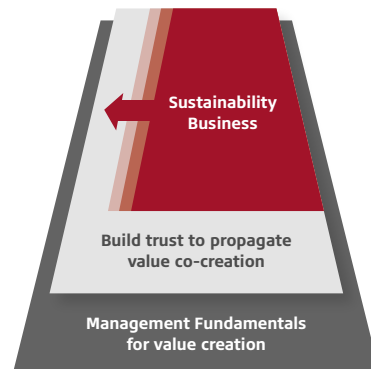 Sustainability
Business
Build trust to propagate
value co-creation
Management Fundamentals
for value creation